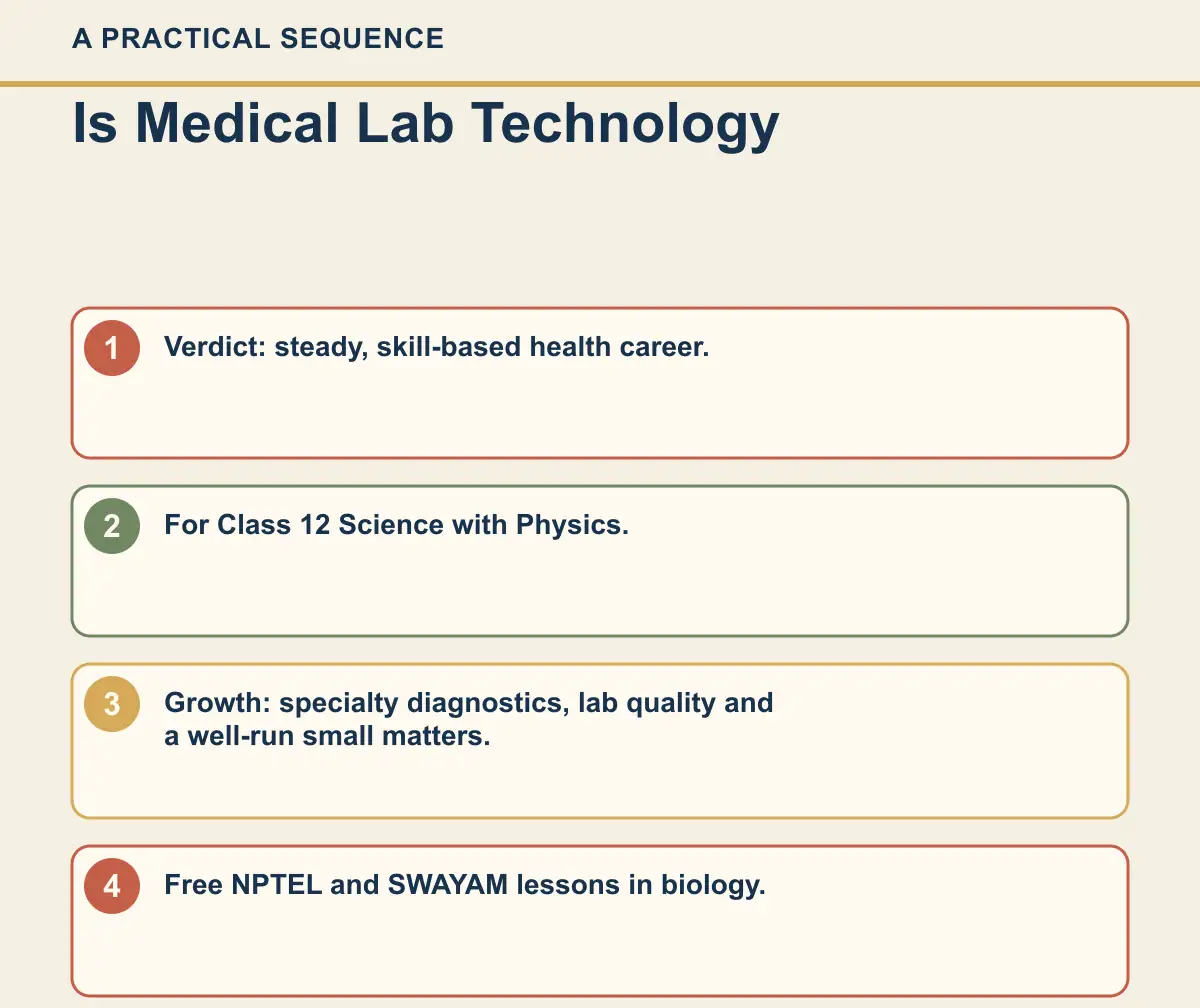 A PRACTICAL SEQUENCE
Is Medical Lab Technology
1
Verdict: steady, skill-based health career.
2
For Class 12 Science with Physics.
3
Growth: specialty diagnostics, lab quality and
a well-run small matters.
4
Free NPTEL and SWAYAM lessons in biology.